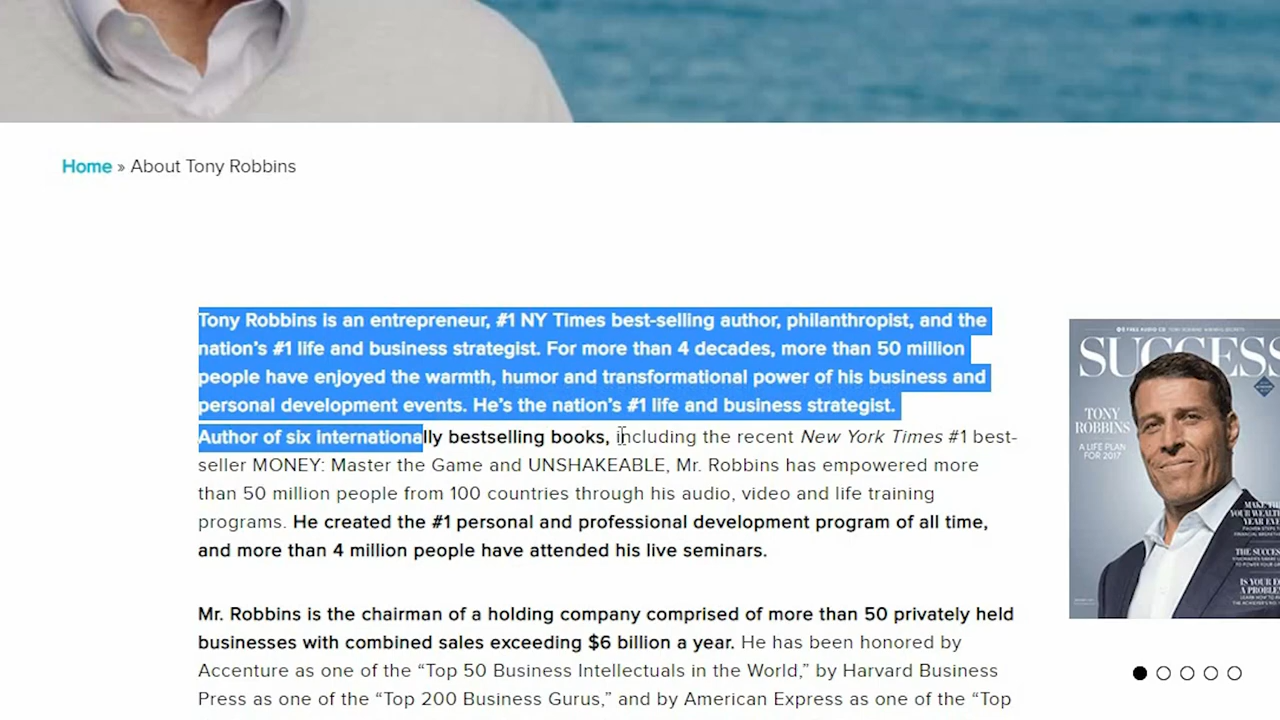 Home » About Tony Robbins
Tony Robbins is an entrepreneur, #1 NY Times best-selling author, philanthropist, and the
nation’s #1 life and business strategist. For more than 4 decades, more than 50 million
people have enjoyed the warmth, humor and transformational power of his business and
personal development events. He’s the nation’s #1 life and business strategist.
Author of six internationally bestselling books, including the recent New York Times #1 best-
seller MONEY: Master the Game and UNSHAKEABLE, Mr. Robbins has empowered more
than 50 million people from 100 countries through his audio, video and life training
programs. He created the #1 personal and professional development program of all time,
and more than 4 million people have attended his live seminars.
Mr. Robbins is the chairman of a holding company comprised of more than 50 privately held
businesses with combined sales exceeding $6 billion a year. He has been honored by
Accenture as one of the “Top 50 Business Intellectuals in the World,” by Harvard Business
Press as one of the “Top 200 Business Gurus,” and by American Express as one of the “Top
SUCCESS
TONY
ROBBINS
A LIFE PLAN
FOR 2017